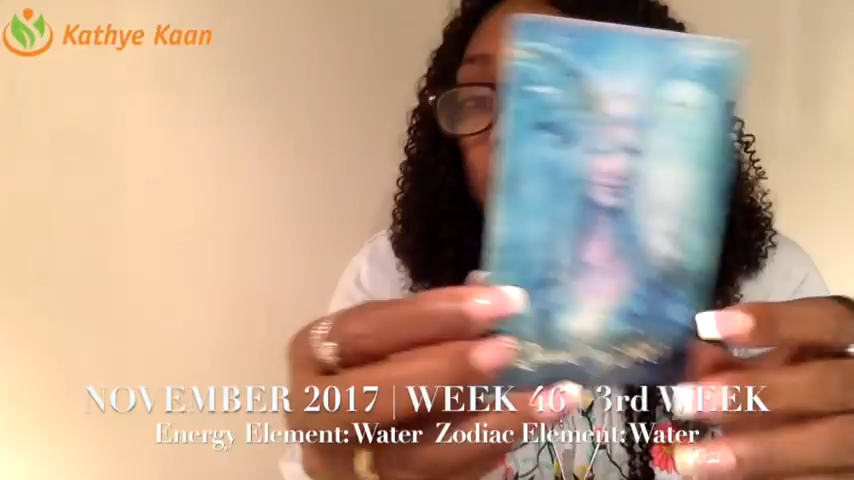 Kathye Kaan
NOVEMBER 2017 | WEEK 46 | 3rd WEEK
Energy Element:Water Zodiac Element:Water